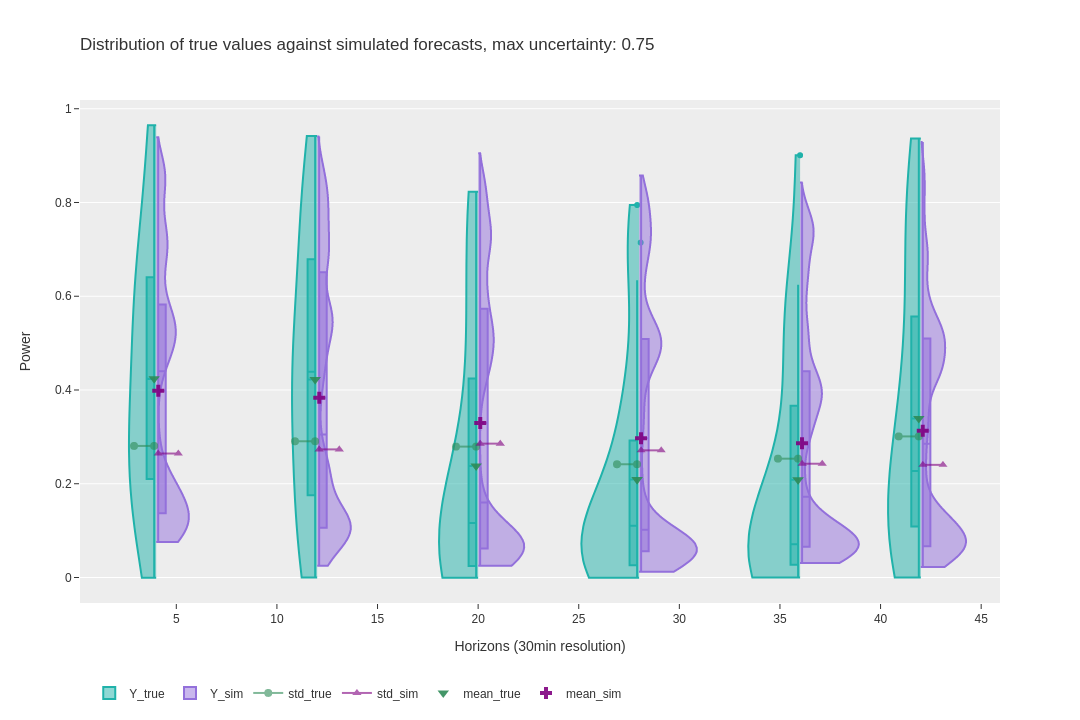 Distribution of true values against simulated forecasts, max uncertainty: 0.75
1
0.8
0.6
0.4
0.2
0
Power
5 10 15 20 25 30 35 40 45
Horizons (30min resolution)
Y_true Y_sim std_true std_sim mean_true mean_sim